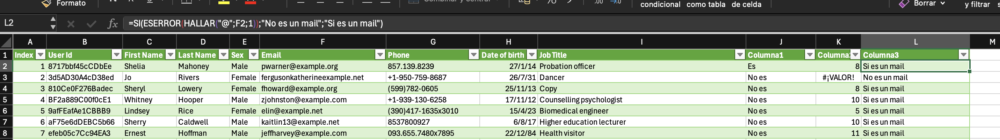 Formato
Combinar y centrar
%
,00
,0
condicional como tabla de celda
Borrar
y filtrar
L2 fx =SI(ESERROR(HALLAR("@";F2;1));"No es un mail";"Si es un mail")
A B C D E F G H I J K L M
1 Index User Id First Name Last Name Sex Email Phone Date of birth Job Title Columna1 Columna2 Columna3
2 1 8717bbf45cCDbEe Shelia Mahoney Male pwarner@example.org 857.139.8239 27/1/14 Probation officer Es 8 Si es un mail
3 2 3d5AD30A4cD38ed Jo Rivers Female fergusonkatherineexample.net +1-950-759-8687 26/7/31 Dancer No es #¡VALOR! No es un mail
4 3 810Ce0F276Badec Sheryl Lowery Female fhoward@example.org (599)782-0605 25/11/13 Copy No es 8 Si es un mail
5 4 BF2a889C00f0cE1 Whitney Hooper Male zjohnston@example.com +1-939-130-6258 17/11/12 Counselling psychologist No es 10 Si es un mail
6 5 9afFEafAe1CBBB9 Lindsey Rice Female elin@example.net (390)417-1635x3010 15/4/23 Biomedical engineer No es 5 Si es un mail
7 6 aF75e6dDEBC5b66 Sherry Caldwell Male kaitlin13@example.net 8537800927 6/8/17 Higher education lecturer No es 10 Si es un mail
8 7 efeb05c7Cc94EA3 Ernest Hoffman Male jeffharvey@example.com 093.655.7480x7895 22/12/84 Health visitor No es 11 Si es un mail